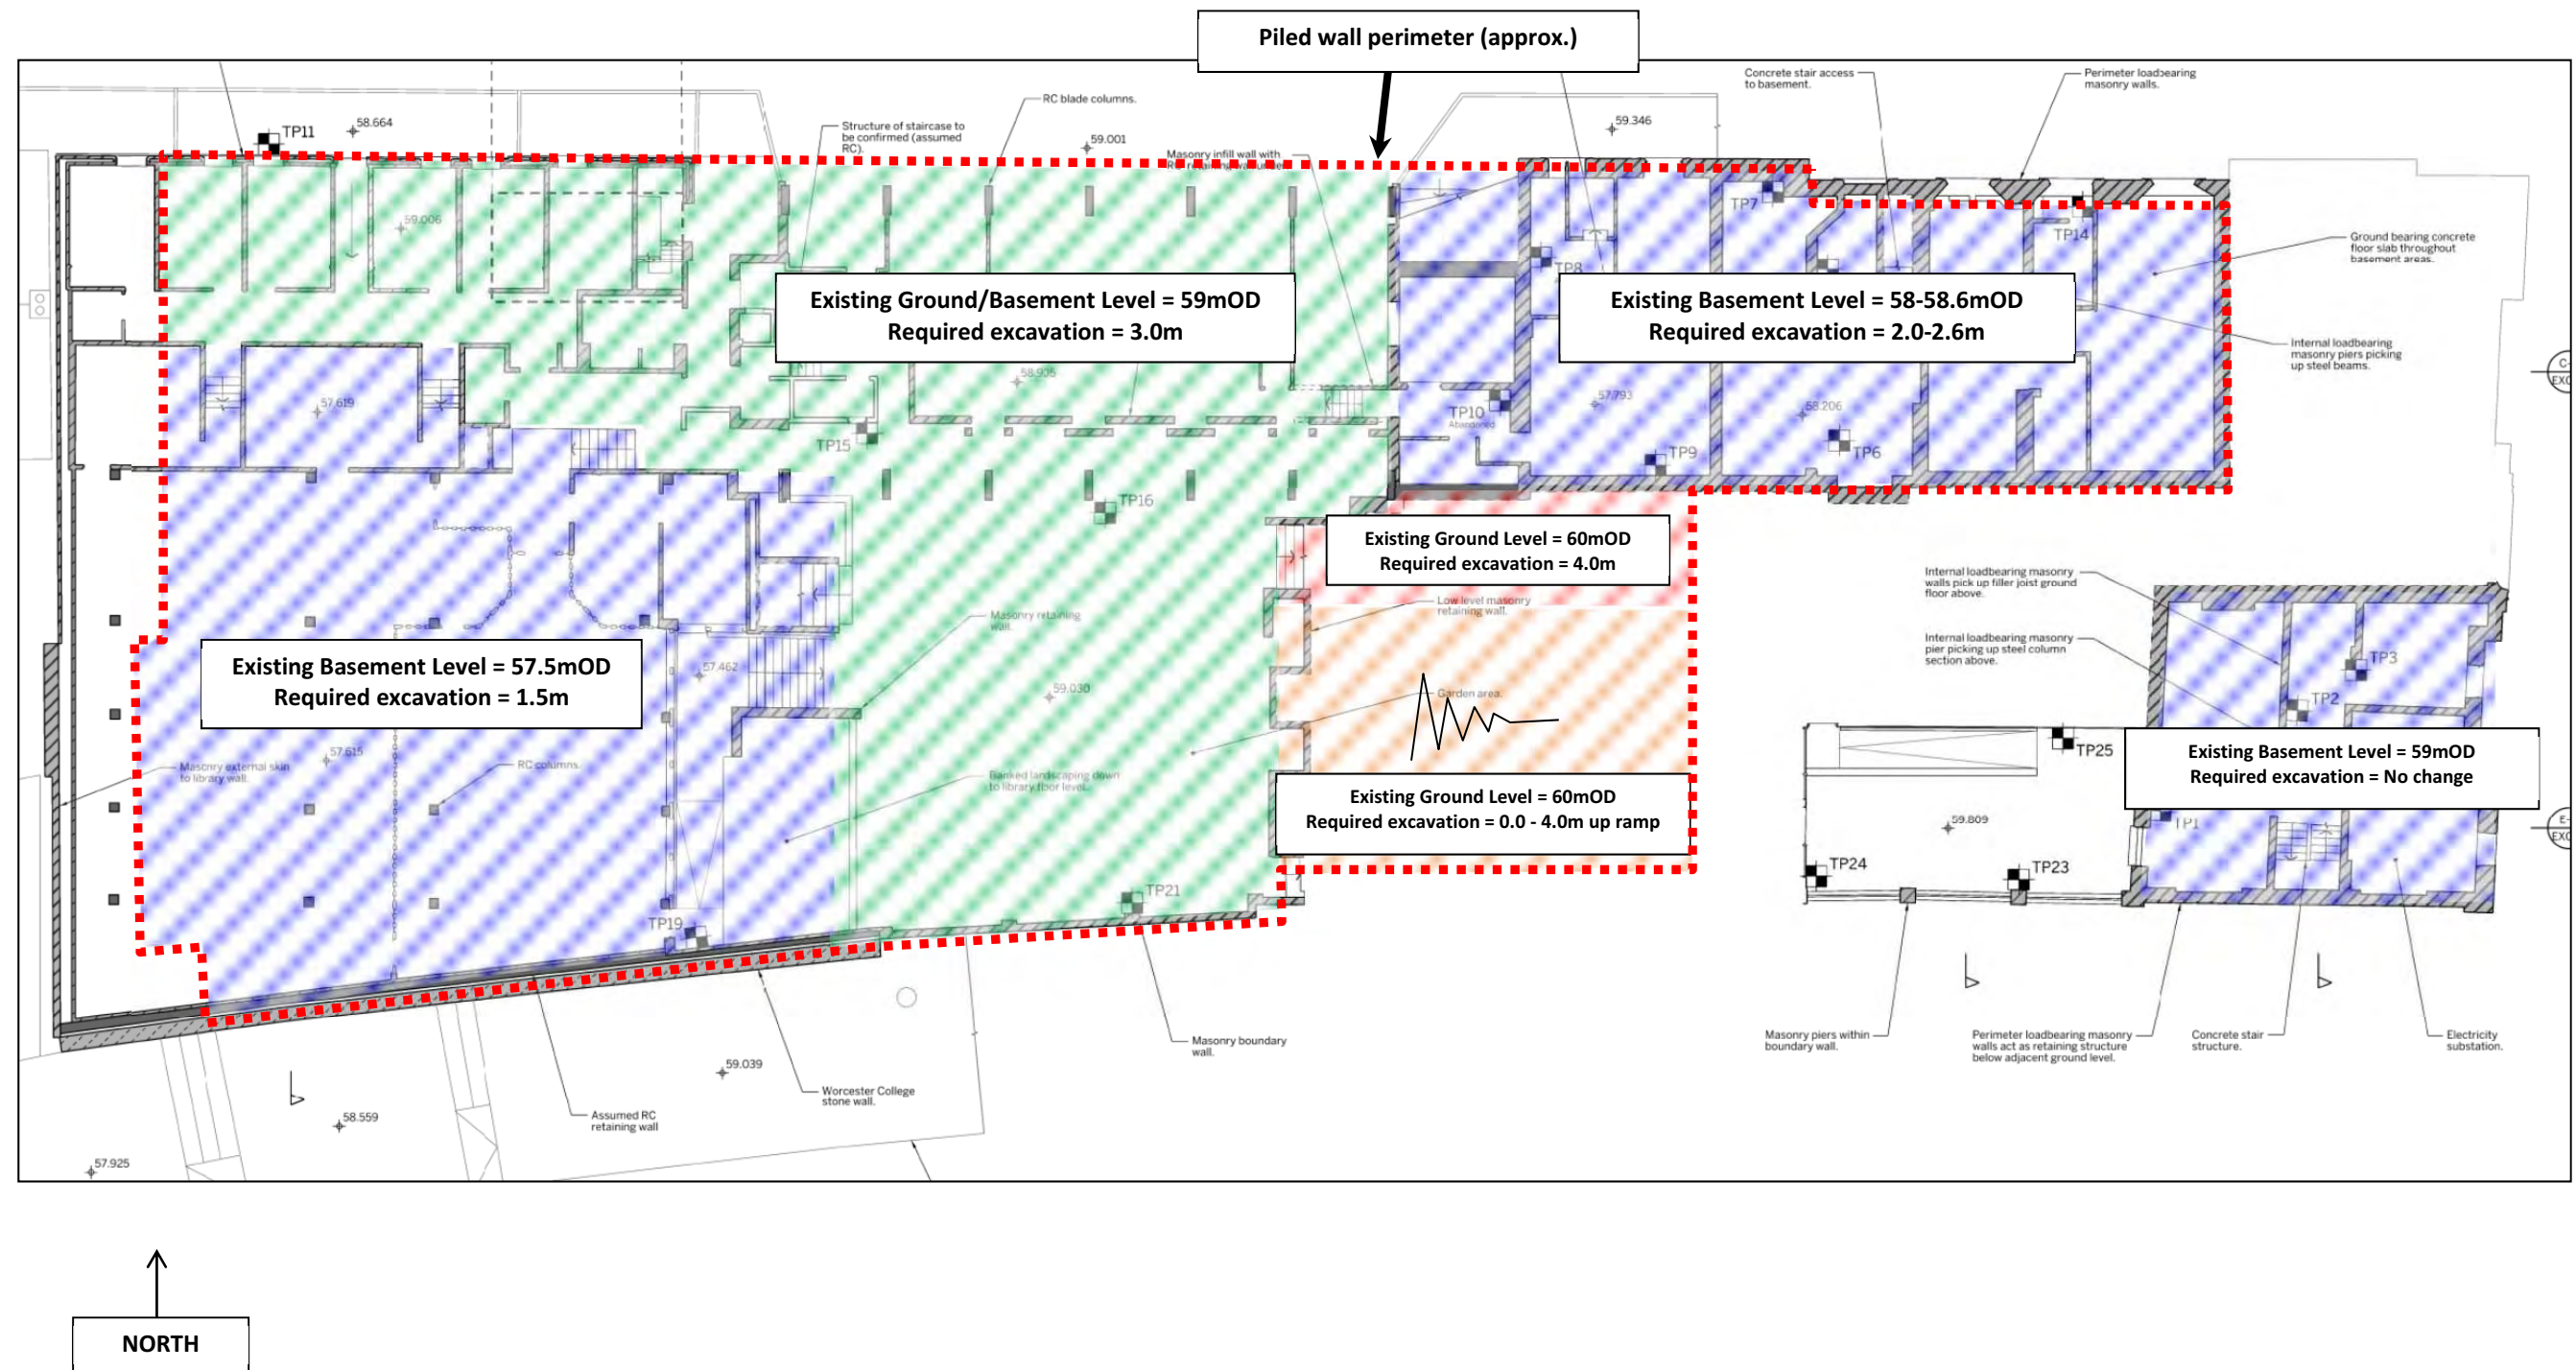 Piled wall perimeter (approx.)
Concrete stair access
to basement.
Perimeter loadbearing
masonry walls.
RC blade columns.
58.664
TP11
Structure of staircase to
be confirmed (assumed
RC).
59.001
59.346
Masonry infill wall with
TP7
59.006
TP14
Ground bearing concrete
floor slab throughout
basement areas.
TP8
Existing Ground/Basement Level = 59mOD
Required excavation = 3.0m
Existing Basement Level = 58-58.6mOD
Required excavation = 2.0-2.6m
Internal loadbearing
masonry piers picking
up steel beams.
C-
EXC
58.905
57.619
57.793
58.206
TP10
Abandoned
TP15
TP9
TP6
TP16
Existing Ground Level = 60mOD
Required excavation = 4.0m
Internal loadbearing masonry
walls pick up filler joist ground
floor above.
Low level masonry
retaining wall.
Masonry retaining
wall.
Internal loadbearing masonry
pier picking up steel column
section above.
Existing Basement Level = 57.5mOD
Required excavation = 1.5m
57.462
TP3
59.030
Garden area.
TP2
57.615
TP25
Masonry external skin
to library wall.
RC columns.
Banked landscaping down
to library floor level.
Existing Basement Level = 59mOD
Required excavation = No change
Existing Ground Level = 60mOD
Required excavation = 0.0 - 4.0m up ramp
59.809
TP1
E-
EXC
TP24
TP23
TP21
TP19
Masonry boundary
wall.
Masonry piers within
boundary wall.
Perimeter loadbearing masonry
walls act as retaining structure
below adjacent ground level.
Concrete stair
structure.
Electricity
substation.
59.039
Worcester College
stone wall.
58.559
Assumed RC
retaining wall
57.925
NORTH